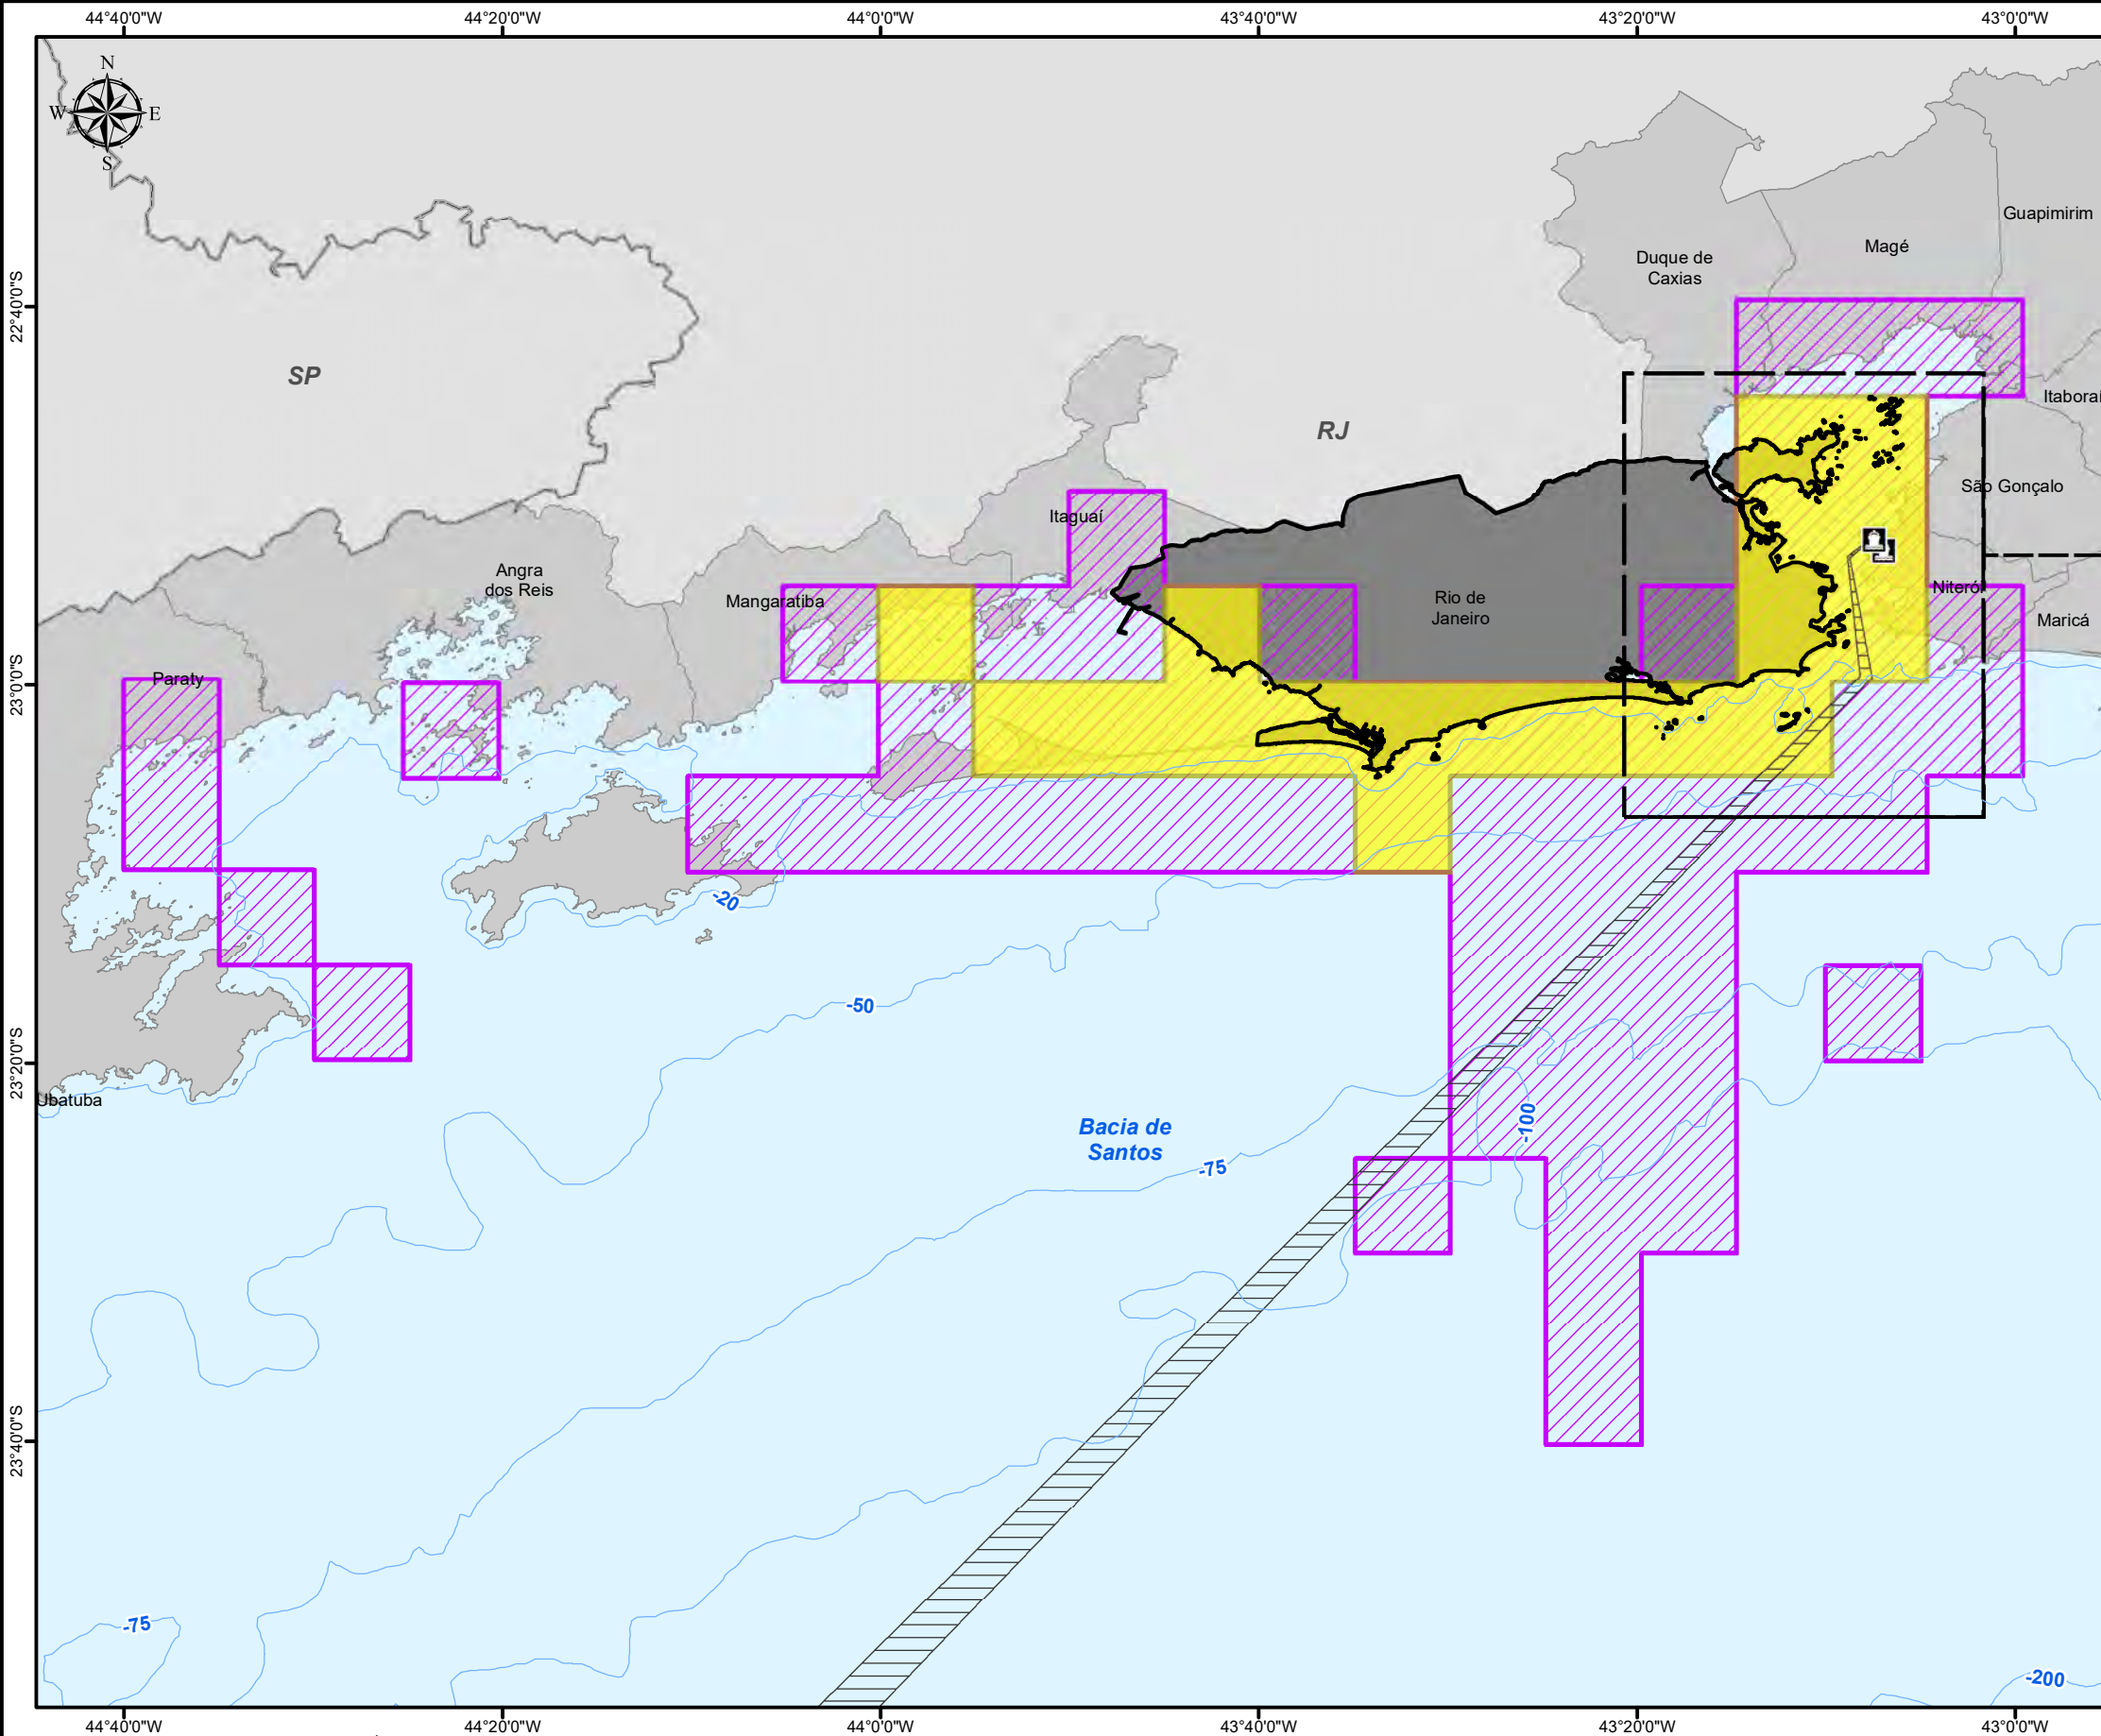 44°40'0"W 44°20'0"W 44°0'0"W 43°40'0"W 43°20'0"W 43°0'0"W
N
W E
S
Guapimirim
Magé
Duque de
Caxias
22°40'0"S
SP
Itaboraí
RJ
São Gonçalo
Itaguaí
Angra
dos Reis
Mangaratiba
Rio de
Janeiro
Niterói
Maricá
Paraty
23°0'0"S
-20
-50
23°20'0"S
Ubatuba
-100
Bacia de
Santos
-75
23°40'0"S
-75
-200
44°40'0"W 44°20'0"W 44°0'0"W 43°40'0"W 43°20'0"W 43°0'0"W